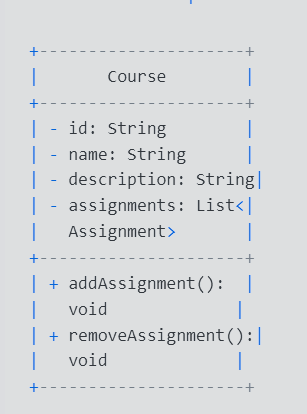 +---------------------+
|       Course        |
+---------------------+
| - id: String        |
| - name: String      |
| - description: String|
| - assignments: List<|
|   Assignment>       |
+---------------------+
| + addAssignment():  |
|   void             |
| + removeAssignment():|
|   void             |
+---------------------+